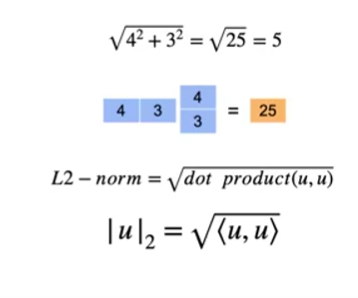 √4² + 3² = √25 = 5
4 3 4 = 25
3
L2 − norm = √dot product(u, u)
|u|₂ = √⟨u, u⟩